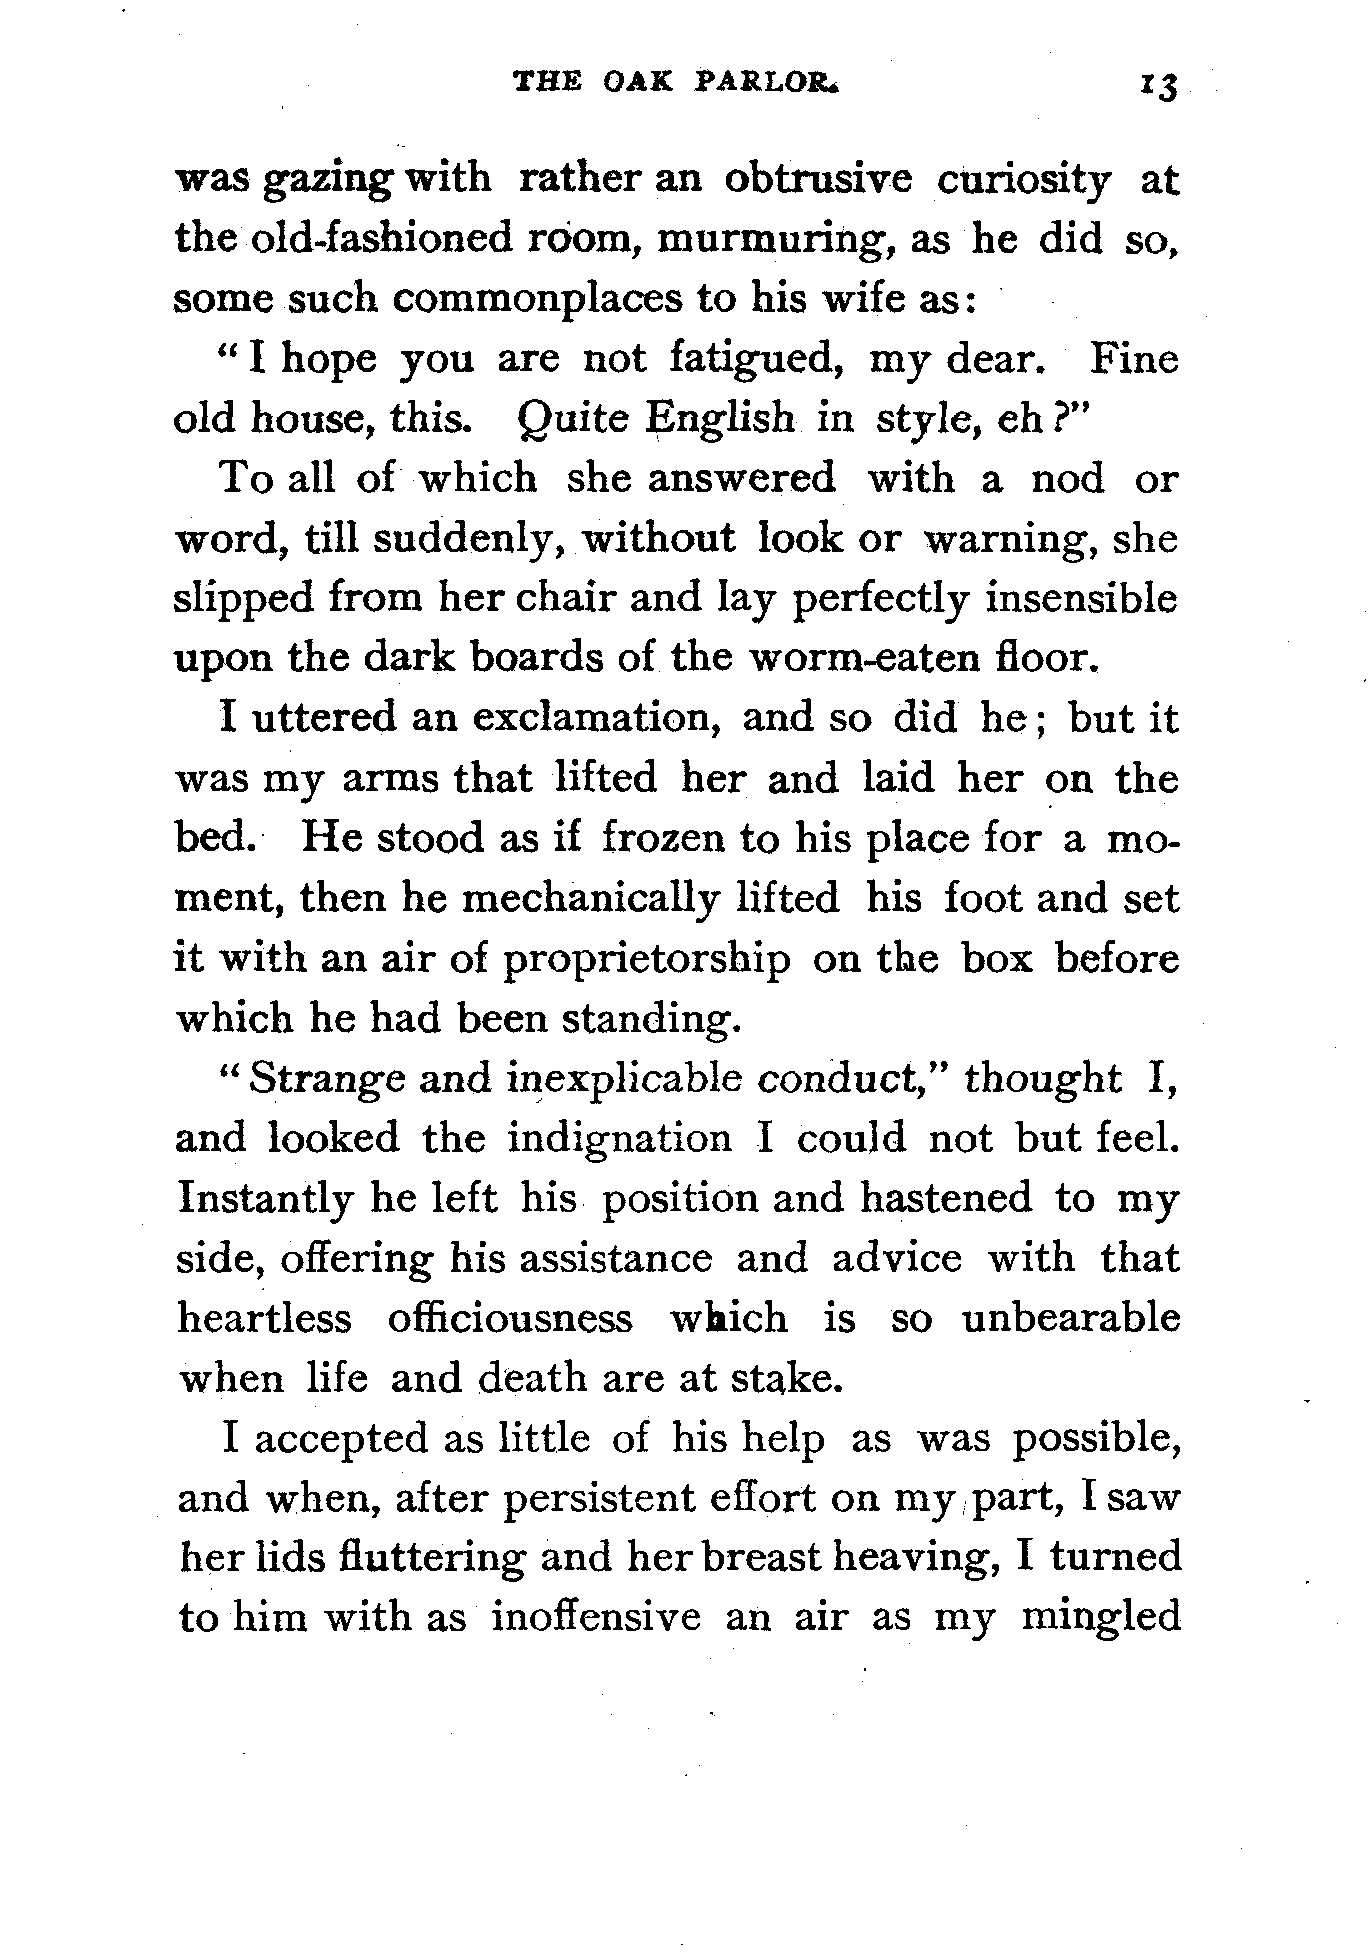 THE OAK PARLOR. 13
was gazing with rather an obtrusive curiosity at
the old-fashioned room, murmuring, as he did so,
some such commonplaces to his wife as:
“ I hope you are not fatigued, my dear. Fine
old house, this. Quite English in style, eh ?”
To all of which she answered with a nod or
word, till suddenly, without look or warning, she
slipped from her chair and lay perfectly insensible
upon the dark boards of the worm-eaten floor.
I uttered an exclamation, and so did he ; but it
was my arms that lifted her and laid her on the
bed. He stood as if frozen to his place for a mo-
ment, then he mechanically lifted his foot and set
it with an air of proprietorship on the box before
which he had been standing.
“ Strange and inexplicable conduct,” thought I,
and looked the indignation I could not but feel.
Instantly he left his position and hastened to my
side, offering his assistance and advice with that
heartless officiousness which is so unbearable
when life and death are at stake.
I accepted as little of his help as was possible,
and when, after persistent effort on my part, I saw
her lids fluttering and her breast heaving, I turned
to him with as inoffensive an air as my mingled